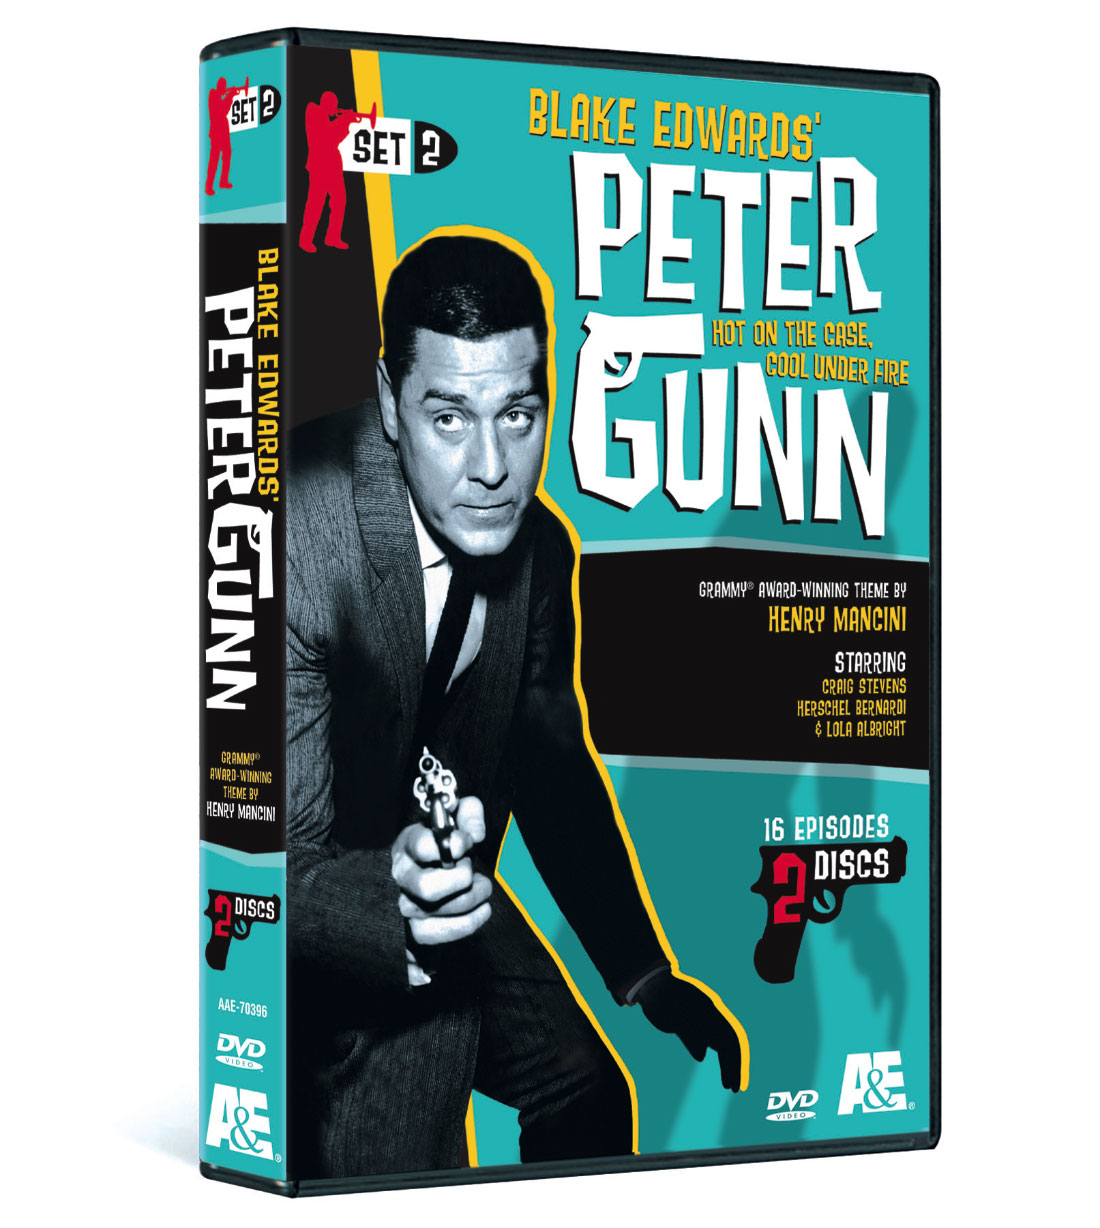 SET 2
BLAKE EDWARDS'
PETER GUNN
GRAMMY® AWARD-WINNING THEME BY HENRY MANCINI
2 DISCS
AAE-70396
DVD
VIDEO
A&E®
SET 2
BLAKE EDWARDS'
PETER
HOT ON THE CASE,
COOL UNDER FIRE
GUNN
GRAMMY® AWARD-WINNING THEME BY
HENRY MANCINI
STARRING
CRAIG STEVENS
HERSCHEL BERNARDI
& LOLA ALBRIGHT
16 EPISODES
2 DISCS
DVD
VIDEO
A&E®